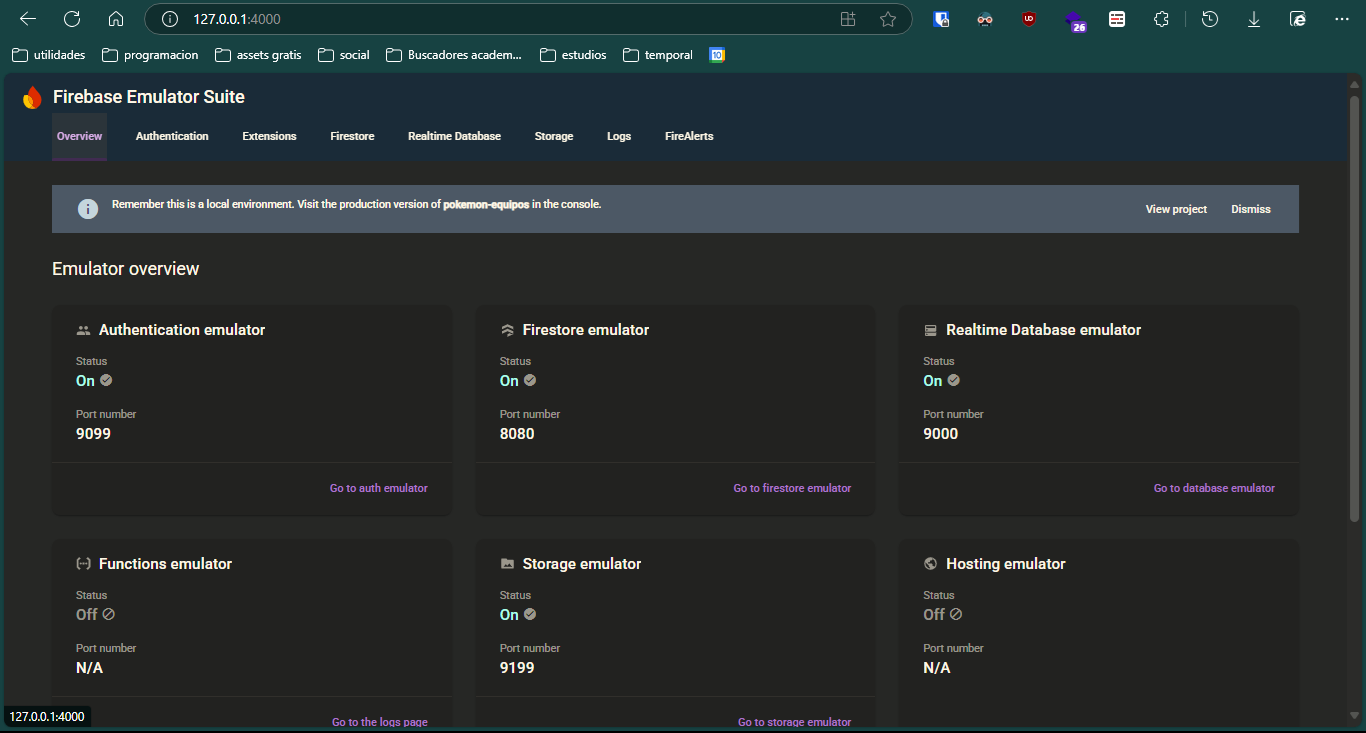 127.0.0.1:4000
UD
26
utilidades
programacion
assets gratis
social
Buscadores academ...
estudios
temporal
10
Firebase Emulator Suite
Overview
Authentication
Extensions
Firestore
Realtime Database
Storage
Logs
FireAlerts
Remember this is a local environment. Visit the production version of pokemon-equipos in the console.
View project
Dismiss
Emulator overview
Authentication emulator
Status
On
Port number
9099
Go to auth emulator
Firestore emulator
Status
On
Port number
8080
Go to firestore emulator
Realtime Database emulator
Status
On
Port number
9000
Go to database emulator
Functions emulator
Status
Off
Port number
N/A
Go to the logs page
Storage emulator
Status
On
Port number
9199
Go to storage emulator
Hosting emulator
Status
Off
Port number
N/A
127.0.0.1:4000